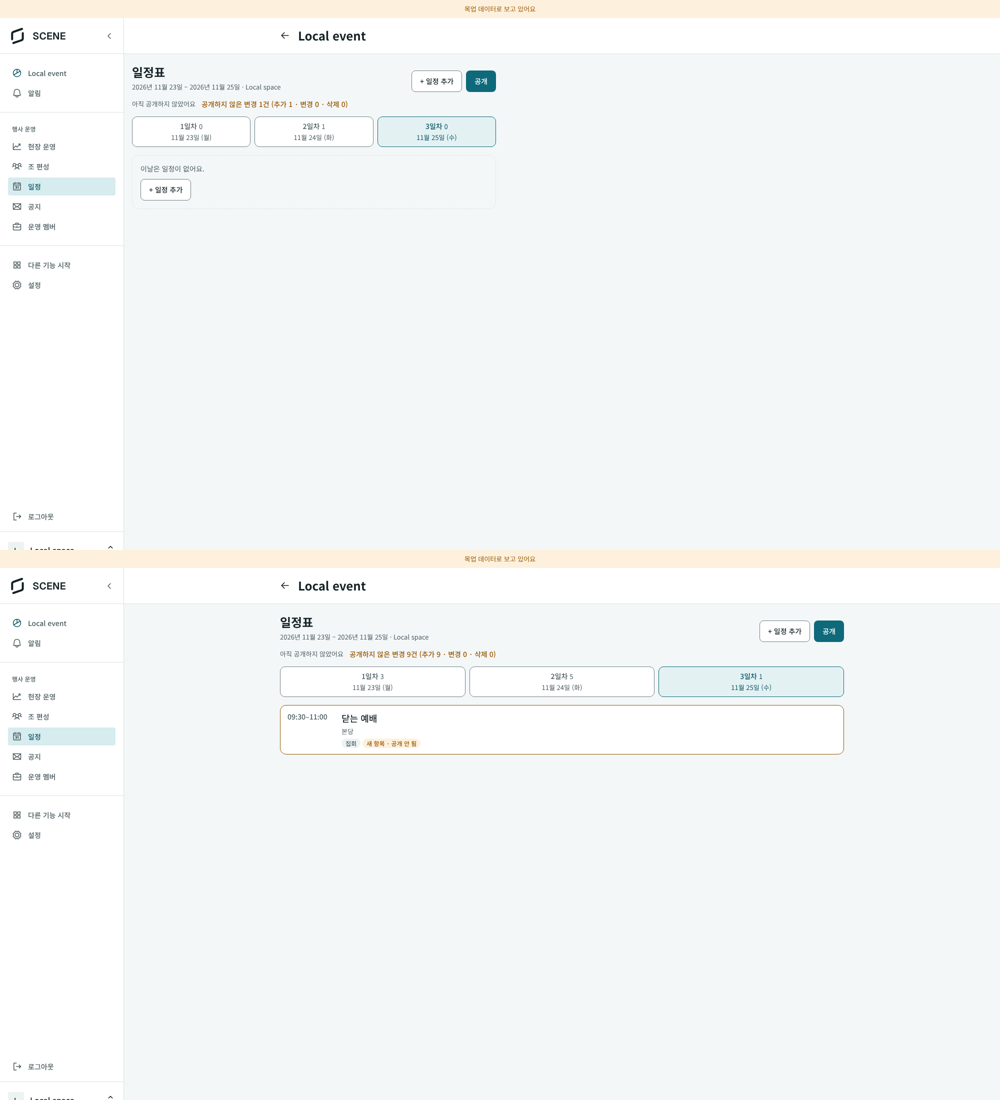 목업 데이터로 보고 있어요
SCENE
Local event
Local event
알림
행사 운영
현장 운영
조 편성
일정
공지
운영 멤버
다른 기능 시작
설정
로그아웃
일정표
2026년 11월 23일 – 2026년 11월 25일 · Local space
+ 일정 추가
공개
아직 공개하지 않았어요 공개하지 않은 변경 1건 (추가 1 · 변경 0 · 삭제 0)
1일차 0
11월 23일 (월)
2일차 1
11월 24일 (화)
3일차 0
11월 25일 (수)
이날은 일정이 없어요.
+ 일정 추가
Local space
목업 데이터로 보고 있어요
SCENE
Local event
Local event
알림
행사 운영
현장 운영
조 편성
일정
공지
운영 멤버
다른 기능 시작
설정
로그아웃
일정표
2026년 11월 23일 – 2026년 11월 25일 · Local space
+ 일정 추가
공개
아직 공개하지 않았어요 공개하지 않은 변경 9건 (추가 9 · 변경 0 · 삭제 0)
1일차 3
11월 23일 (월)
2일차 5
11월 24일 (화)
3일차 1
11월 25일 (수)
09:30–11:00
닫는 예배
본당
집회
새 항목 · 공개 안 됨
Local space